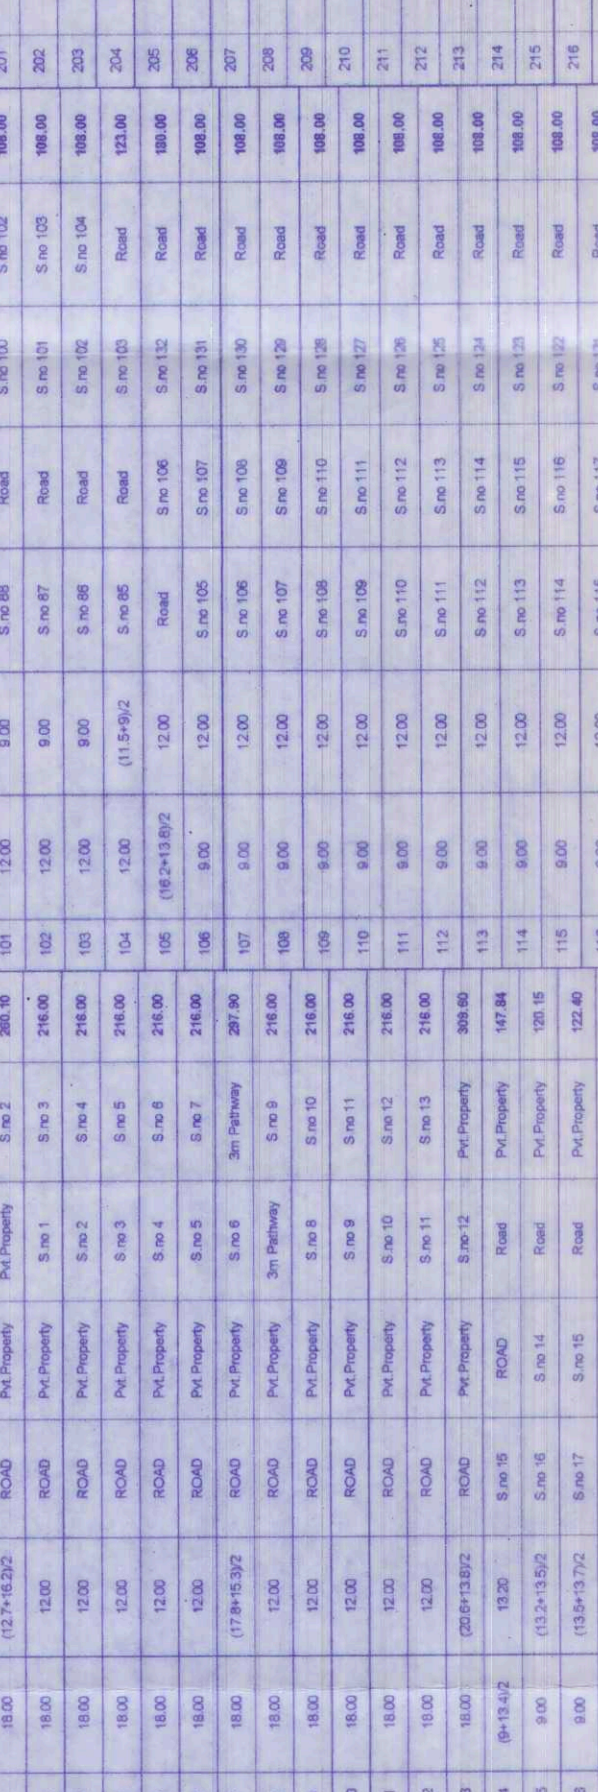 18.00 (12.7+16.2)/2 ROAD Pvt.Property Pvt.Property S.no 2 260.10 101 12.00 9.00 S.no 88 Road S.no 100 S.no 102 108.00 201
18.00 12.00 ROAD Pvt.Property S.no 1 S.no 3 216.00 102 12.00 9.00 S.no 87 Road S.no 101 S.no 103 108.00 202
18.00 12.00 ROAD Pvt.Property S.no 2 S.no 4 216.00 103 12.00 9.00 S.no 86 Road S.no 102 S.no 104 108.00 203
18.00 12.00 ROAD Pvt.Property S.no 3 S.no 5 216.00 104 12.00 (11.5+9)/2 S.no 85 Road S.no 103 Road 123.00 204
18.00 12.00 ROAD Pvt.Property S.no 4 S.no 6 216.00 105 (16.2+13.8)/2 12.00 Road S.no 106 S.no 132 Road 180.00 205
18.00 12.00 ROAD Pvt.Property S.no 5 S.no 7 216.00 106 9.00 12.00 S.no 105 S.no 107 S.no 131 Road 108.00 206
18.00 (17.8+15.3)/2 ROAD Pvt.Property S.no 6 3m Pathway 297.90 107 9.00 12.00 S.no 106 S.no 108 S.no 130 Road 108.00 207
18.00 12.00 ROAD Pvt.Property 3m Pathway S.no 9 216.00 108 9.00 12.00 S.no 107 S.no 109 S.no 129 Road 108.00 208
18.00 12.00 ROAD Pvt.Property S.no 8 S.no 10 216.00 109 9.00 12.00 S.no 108 S.no 110 S.no 128 Road 108.00 209
18.00 12.00 ROAD Pvt.Property S.no 9 S.no 11 216.00 110 9.00 12.00 S.no 109 S.no 111 S.no 127 Road 108.00 210
18.00 12.00 ROAD Pvt.Property S.no 10 S.no 12 216.00 111 9.00 12.00 S.no 110 S.no 112 S.no 126 Road 108.00 211
18.00 12.00 ROAD Pvt.Property S.no 11 S.no 13 216.00 112 9.00 12.00 S.no 111 S.no 113 S.no 125 Road 108.00 212
18.00 (20.6+13.8)/2 ROAD Pvt.Property S.no 12 Pvt.Property 309.60 113 9.00 12.00 S.no 112 S.no 114 S.no 124 Road 108.00 213
(9+13.4)/2 13.20 S.no 15 ROAD Road Pvt.Property 147.84 114 9.00 12.00 S.no 113 S.no 115 S.no 123 Road 108.00 214
9.00 (13.2+13.5)/2 S.no 16 S.no 14 Road Pvt.Property 120.15 115 9.00 12.00 S.no 114 S.no 116 S.no 122 Road 108.00 215
9.00 (13.5+13.7)/2 S.no 17 S.no 15 Road Pvt.Property 122.40 216